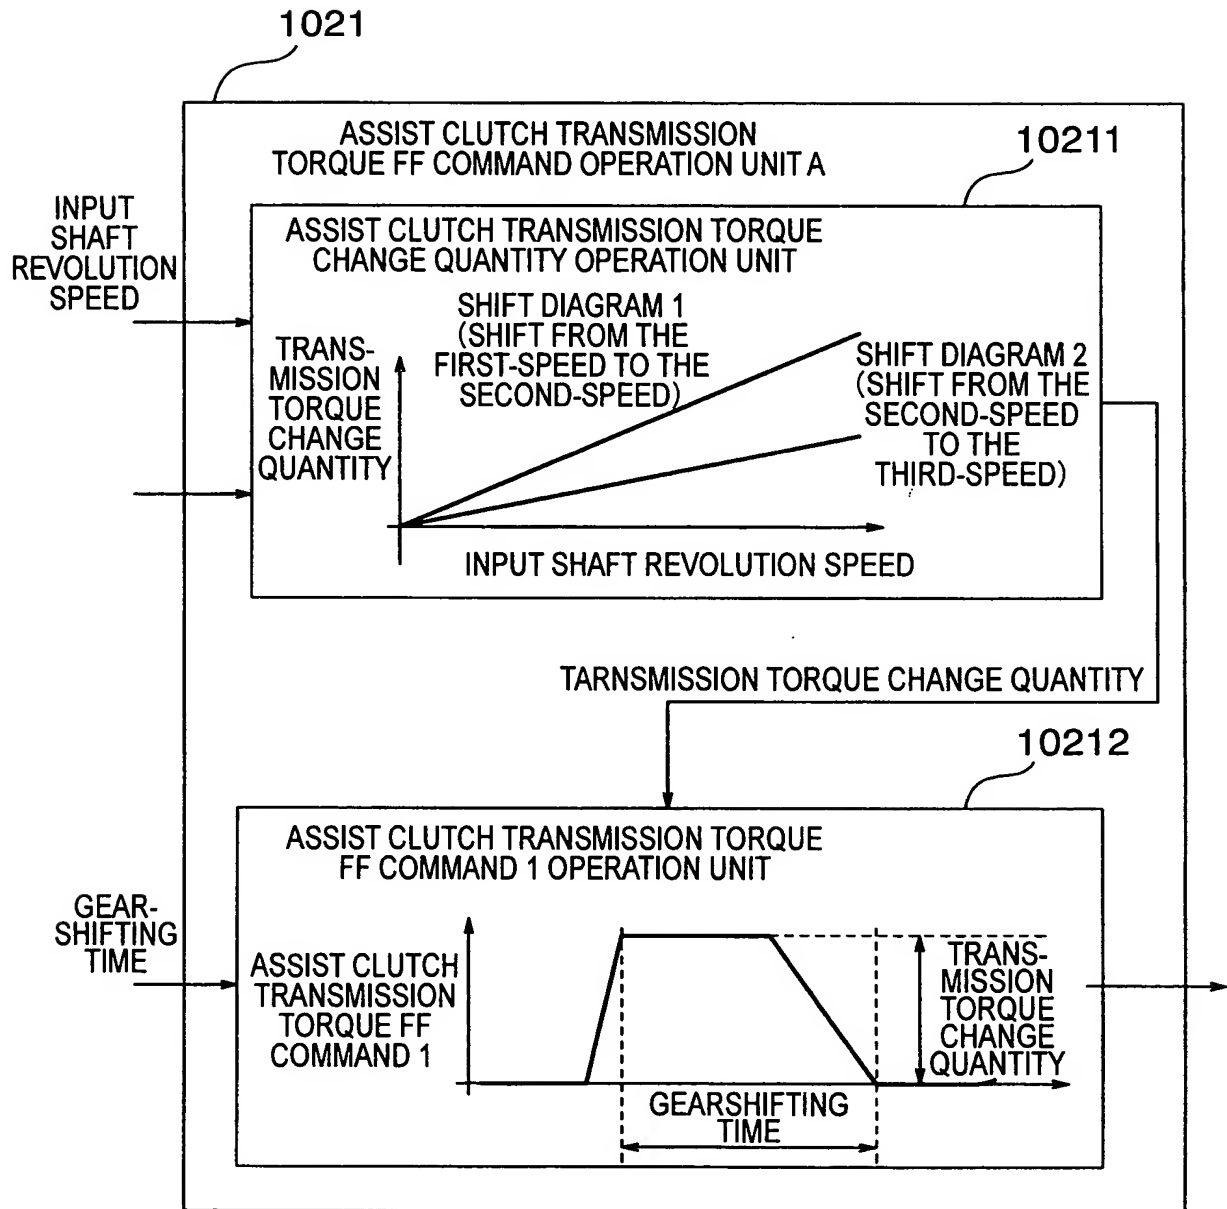 1021
ASSIST CLUTCH TRANSMISSION
TORQUE FF COMMAND OPERATION UNIT A
10211
INPUT
SHAFT
REVOLUTION
SPEED
ASSIST CLUTCH TRANSMISSION TORQUE
CHANGE QUANTITY OPERATION UNIT
TRANS-
MISSION
TORQUE
CHANGE
QUANTITY
SHIFT DIAGRAM 1
(SHIFT FROM THE
FIRST-SPEED TO THE
SECOND-SPEED)
SHIFT DIAGRAM 2
(SHIFT FROM THE
SECOND-SPEED
TO THE
THIRD-SPEED)
INPUT SHAFT REVOLUTION SPEED
TARNSMISSION TORQUE CHANGE QUANTITY
10212
ASSIST CLUTCH TRANSMISSION TORQUE
FF COMMAND 1 OPERATION UNIT
GEAR-
SHIFTING
TIME
ASSIST CLUTCH
TRANSMISSION
TORQUE FF
COMMAND 1
TRANS-
MISSION
TORQUE
CHANGE
QUANTITY
GEARSHIFTING
TIME